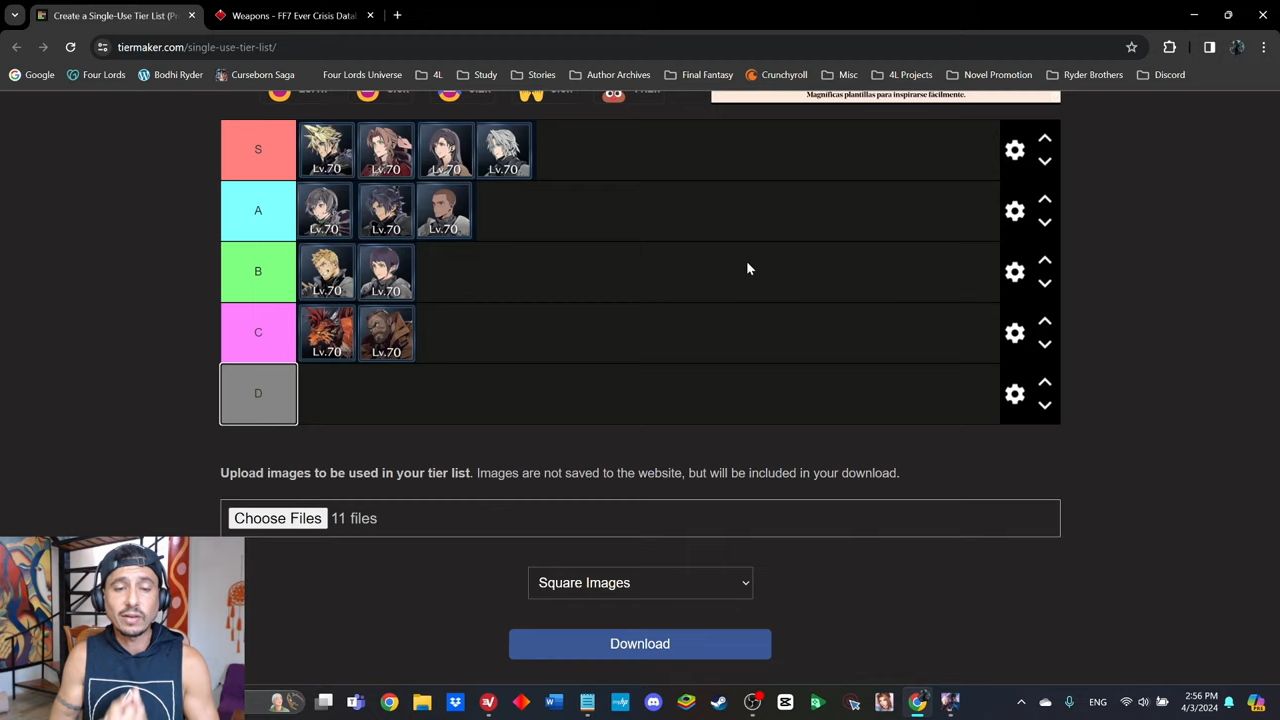 Create a Single-Use Tier List (Pr
Weapons - FF7 Ever Crisis Datab
tiermaker.com/single-use-tier-list/
Google
Four Lords
Bodhi Ryder
Curseborn Saga
Four Lords Universe
4L
Study
Stories
Author Archives
Final Fantasy
Crunchyroll
Misc
4L Projects
Novel Promotion
Ryder Brothers
Discord
Magníficas plantillas para inspirarse fácilmente.
S
Lv.70
Lv.70
Lv.70
Lv.70
A
Lv.70
Lv.70
Lv.70
B
Lv.70
Lv.70
C
Lv.70
Lv.70
D
Upload images to be used in your tier list. Images are not saved to the website, but will be included in your download.
Choose Files 11 files
Square Images
Download
ENG
2:56 PM
4/3/2024